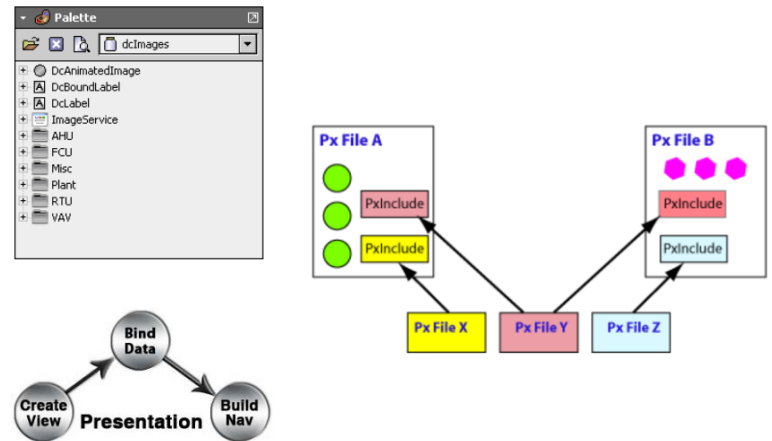 Palette
dcImages
DcAnimatedImage
DcBoundLabel
DcLabel
ImageService
AHU
FCU
Misc
Plant
RTU
VAV
Px File A
PxInclude
PxInclude
Px File B
PxInclude
PxInclude
Px File X
Px File Y
Px File Z
Bind
Data
Create
View
Presentation
Build
Nav